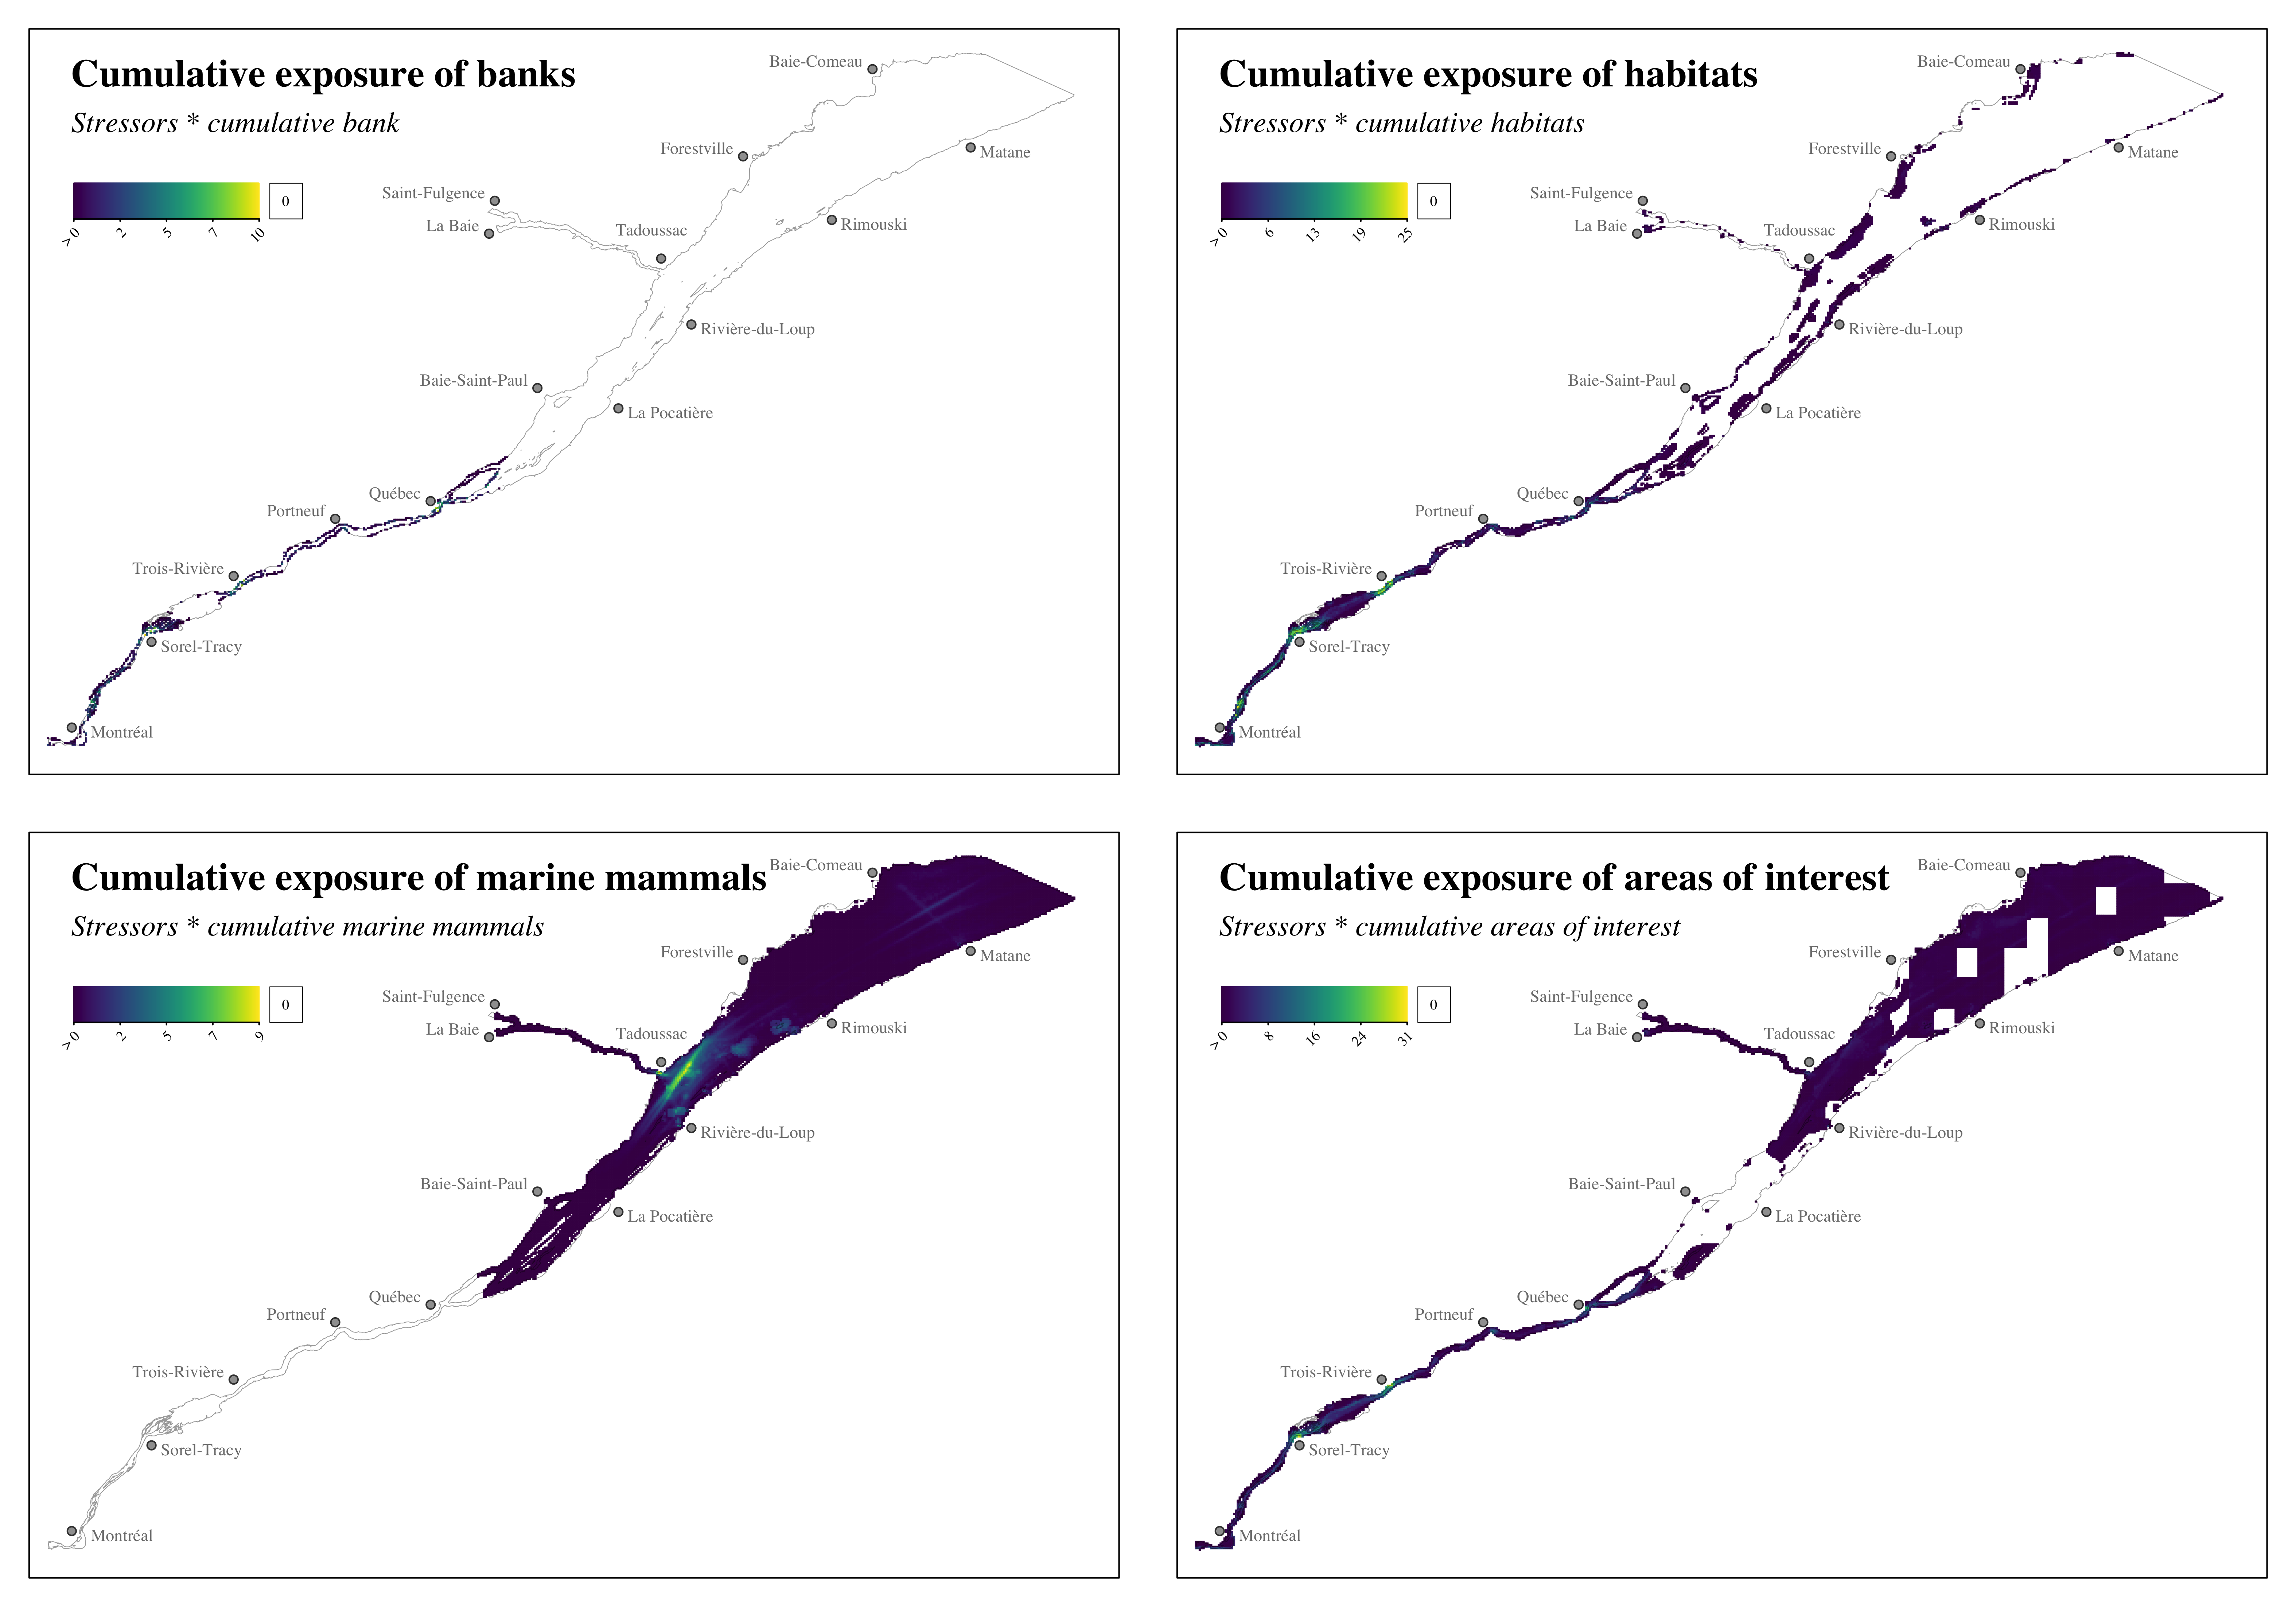 Cumulative exposure of banks
Stressors * cumulative bank
> 0 2 5 7 10
0
Baie-Comeau
Forestville
Matane
Saint-Fulgence
La Baie
Tadoussac
Rimouski
Rivière-du-Loup
Baie-Saint-Paul
La Pocatière
Québec
Portneuf
Trois-Rivière
Sorel-Tracy
Montréal
Cumulative exposure of habitats
Stressors * cumulative habitats
> 0 6 13 19 25
0
Baie-Comeau
Forestville
Matane
Saint-Fulgence
La Baie
Tadoussac
Rimouski
Rivière-du-Loup
Baie-Saint-Paul
La Pocatière
Québec
Portneuf
Trois-Rivière
Sorel-Tracy
Montréal
Cumulative exposure of marine mammals
Stressors * cumulative marine mammals
> 0 2 5 7 9
0
Baie-Comeau
Forestville
Matane
Saint-Fulgence
La Baie
Tadoussac
Rimouski
Rivière-du-Loup
Baie-Saint-Paul
La Pocatière
Québec
Portneuf
Trois-Rivière
Sorel-Tracy
Montréal
Cumulative exposure of areas of interest
Stressors * cumulative areas of interest
> 0 8 16 24 31
0
Baie-Comeau
Forestville
Matane
Saint-Fulgence
La Baie
Tadoussac
Rimouski
Rivière-du-Loup
Baie-Saint-Paul
La Pocatière
Québec
Portneuf
Trois-Rivière
Sorel-Tracy
Montréal